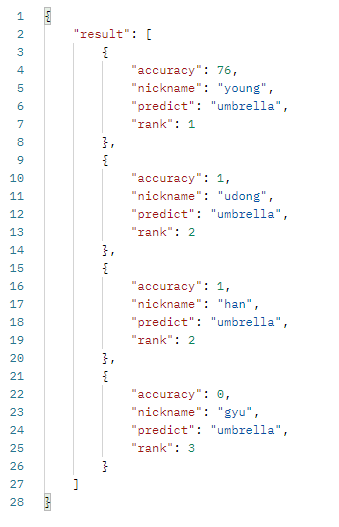 1 {
2     "result": [
3         {
4             "accuracy": 76,
5             "nickname": "young",
6             "predict": "umbrella",
7             "rank": 1
8         },
9         {
10             "accuracy": 1,
11             "nickname": "udong",
12             "predict": "umbrella",
13             "rank": 2
14         },
15         {
16             "accuracy": 1,
17             "nickname": "han",
18             "predict": "umbrella",
19             "rank": 2
20         },
21         {
22             "accuracy": 0,
23             "nickname": "gyu",
24             "predict": "umbrella",
25             "rank": 3
26         }
27     ]
28 }